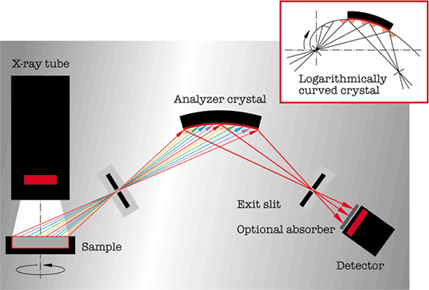 X-ray tube
Analyzer crystal
Logarithmically
curved crystal
Sample
Exit slit
Optional absorber
Detector